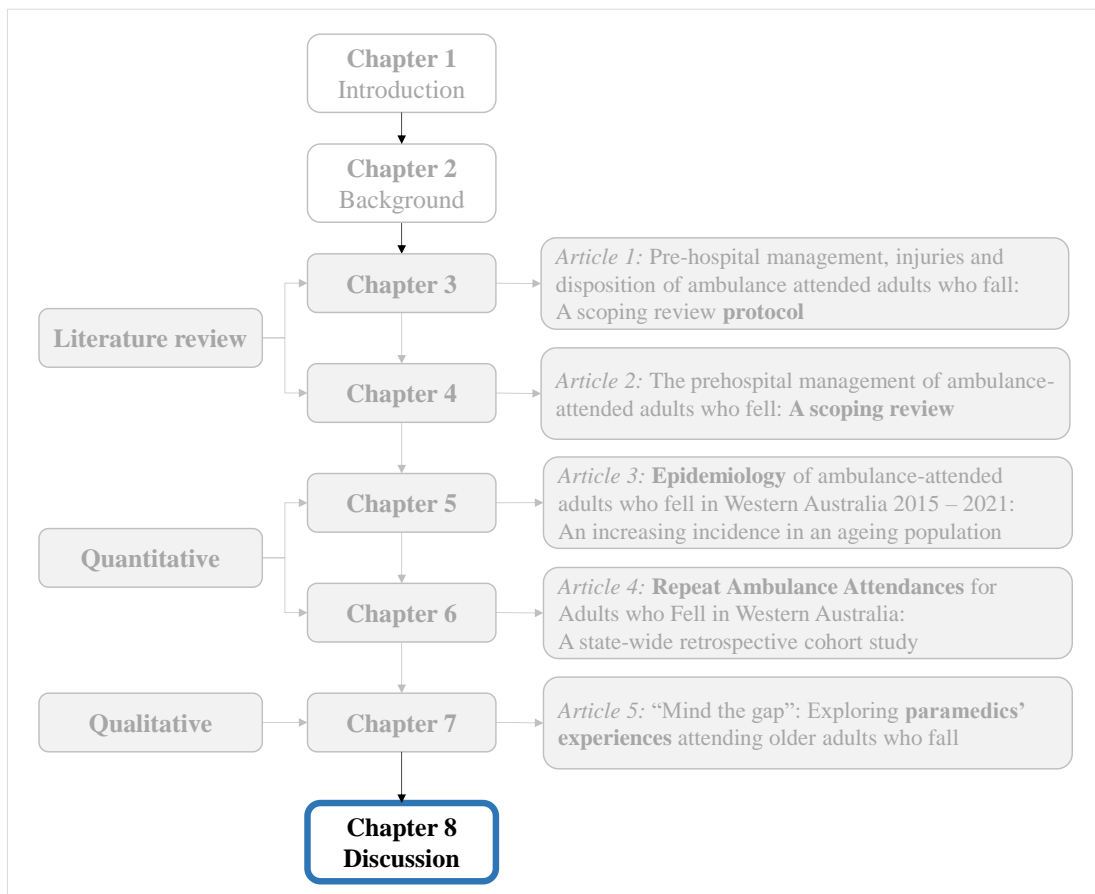 Chapter 1
Introduction
Chapter 2
Background
Literature review
Chapter 3
Article 1: Pre-hospital management, injuries and
disposition of ambulance attended adults who fall:
A scoping review protocol
Chapter 4
Article 2: The prehospital management of ambulance-
attended adults who fell: A scoping review
Quantitative
Chapter 5
Article 3: Epidemiology of ambulance-attended
adults who fell in Western Australia 2015 – 2021:
An increasing incidence in an ageing population
Chapter 6
Article 4: Repeat Ambulance Attendances for
Adults who Fell in Western Australia:
A state-wide retrospective cohort study
Qualitative
Chapter 7
Article 5: “Mind the gap”: Exploring paramedics’
experiences attending older adults who fall
Chapter 8
Discussion